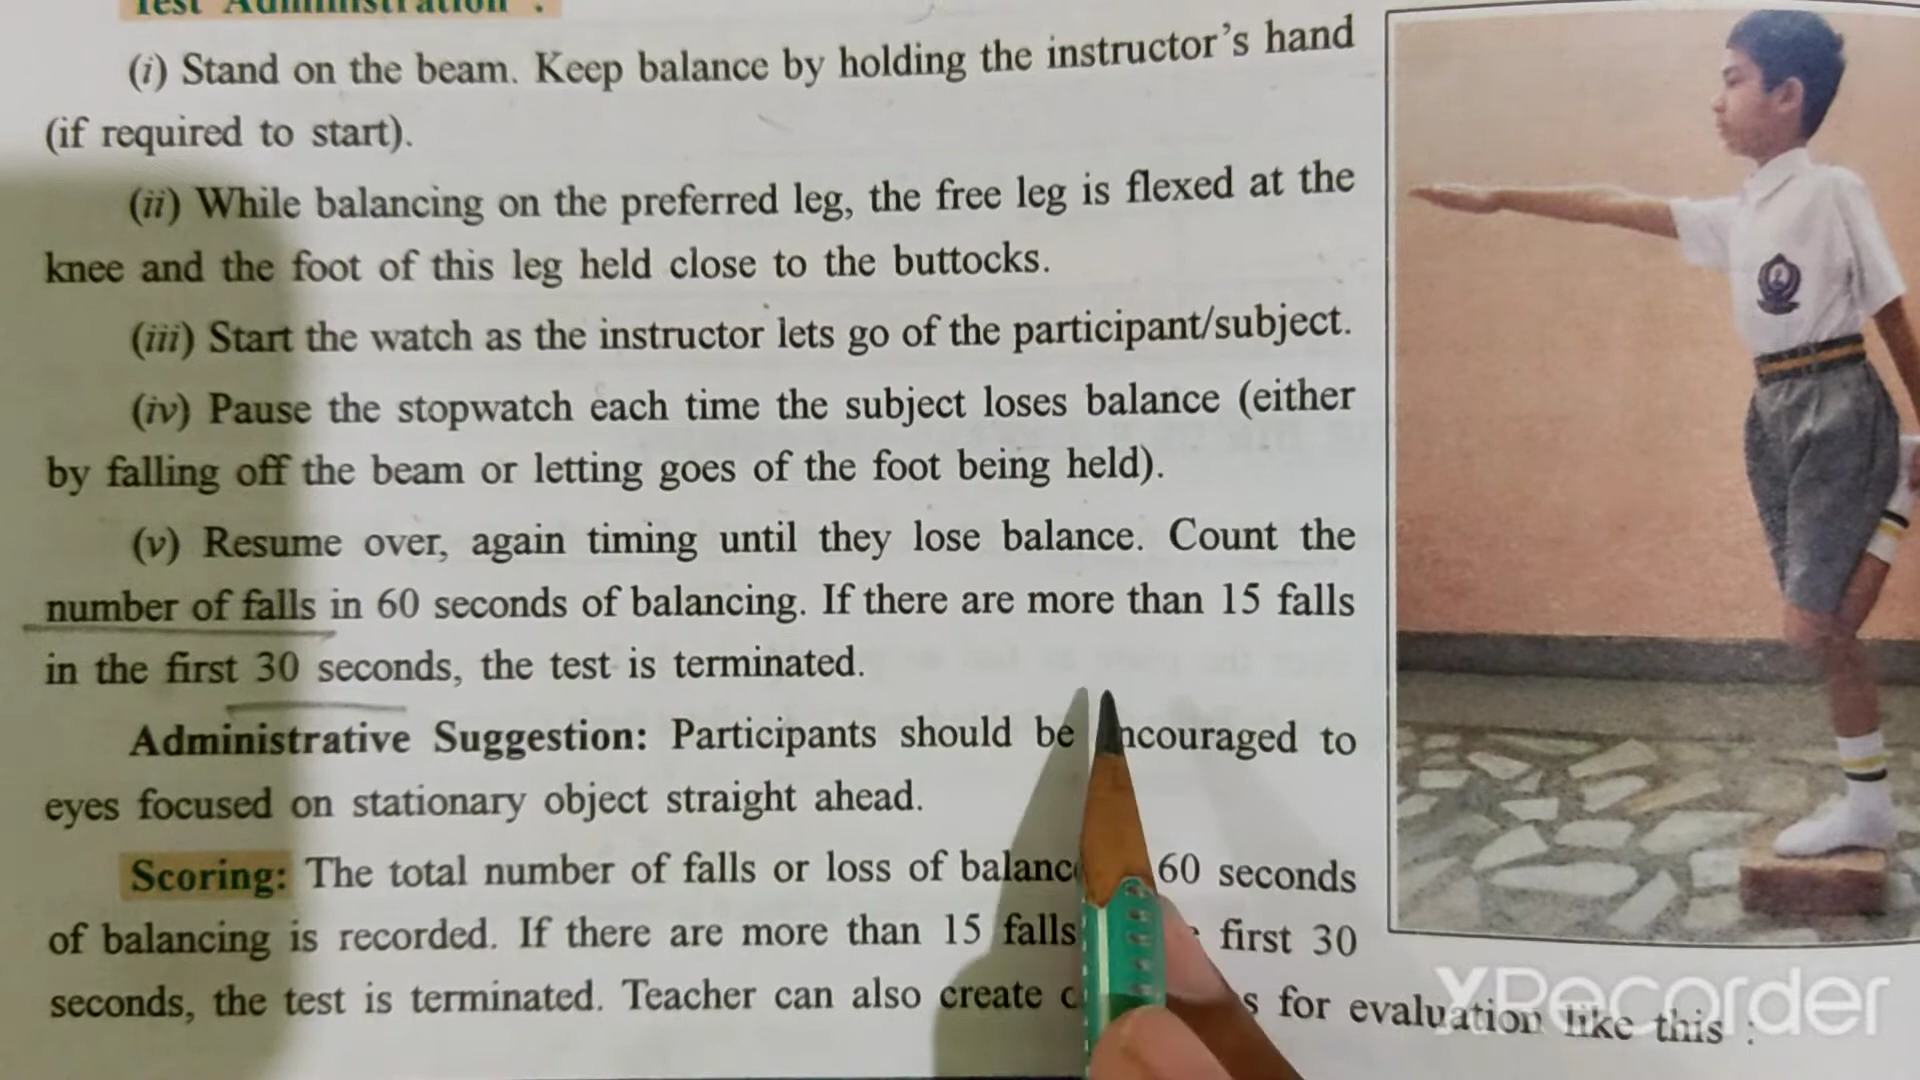 Test Administration :
(i) Stand on the beam. Keep balance by holding the instructor's hand
(if required to start).
(ii) While balancing on the preferred leg, the free leg is flexed at the
knee and the foot of this leg held close to the buttocks.
(iii) Start the watch as the instructor lets go of the participant/subject.
(iv) Pause the stopwatch each time the subject loses balance (either
by falling off the beam or letting goes of the foot being held).
(v) Resume over, again timing until they lose balance. Count the
number of falls in 60 seconds of balancing. If there are more than 15 falls
in the first 30 seconds, the test is terminated.
Administrative Suggestion: Participants should be encouraged to
eyes focused on stationary object straight ahead.
Scoring: The total number of falls or loss of balance 60 seconds
of balancing is recorded. If there are more than 15 falls first 30
seconds, the test is terminated. Teacher can also create for evaluation like this :
XRecorder